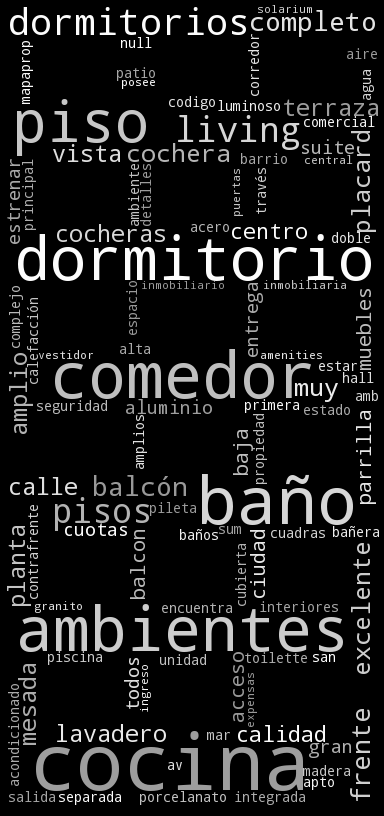 solarium
dormitorios
completo
null
aire
mapaprop
corredor
patio
posee
agua
codigo
luminoso
terraza
piso
living
comercial
placard
vista
cochera
barrio
suite
central
estrenar
principal
ambiente
detalles
puertas
través
cocheras
acero
centro
doble
dormitorio
complejo
calefacción
espacio
inmobiliario
inmobiliaria
entrega
muebles
vestidor
alta
amenities
estar
comedor
muy
hall
amb
amplio
seguridad
aluminio
primera
estado
amplios
baja
propiedad
parrilla
calle
balcón
baño
pisos
pileta
cuotas
baños
sum
cuadras
bañera
planta
contrafrente
balcon
cubierta
ciudad
excelente
granito
encuentra
interiores
ambientes
piscina
unidad
toilette
san
mesada
todos
ingreso
acceso
expensas
acondicionado
lavadero
mar
calidad
gran
frente
cocina
av
madera
apto
salida
separada
porcelanato
integrada